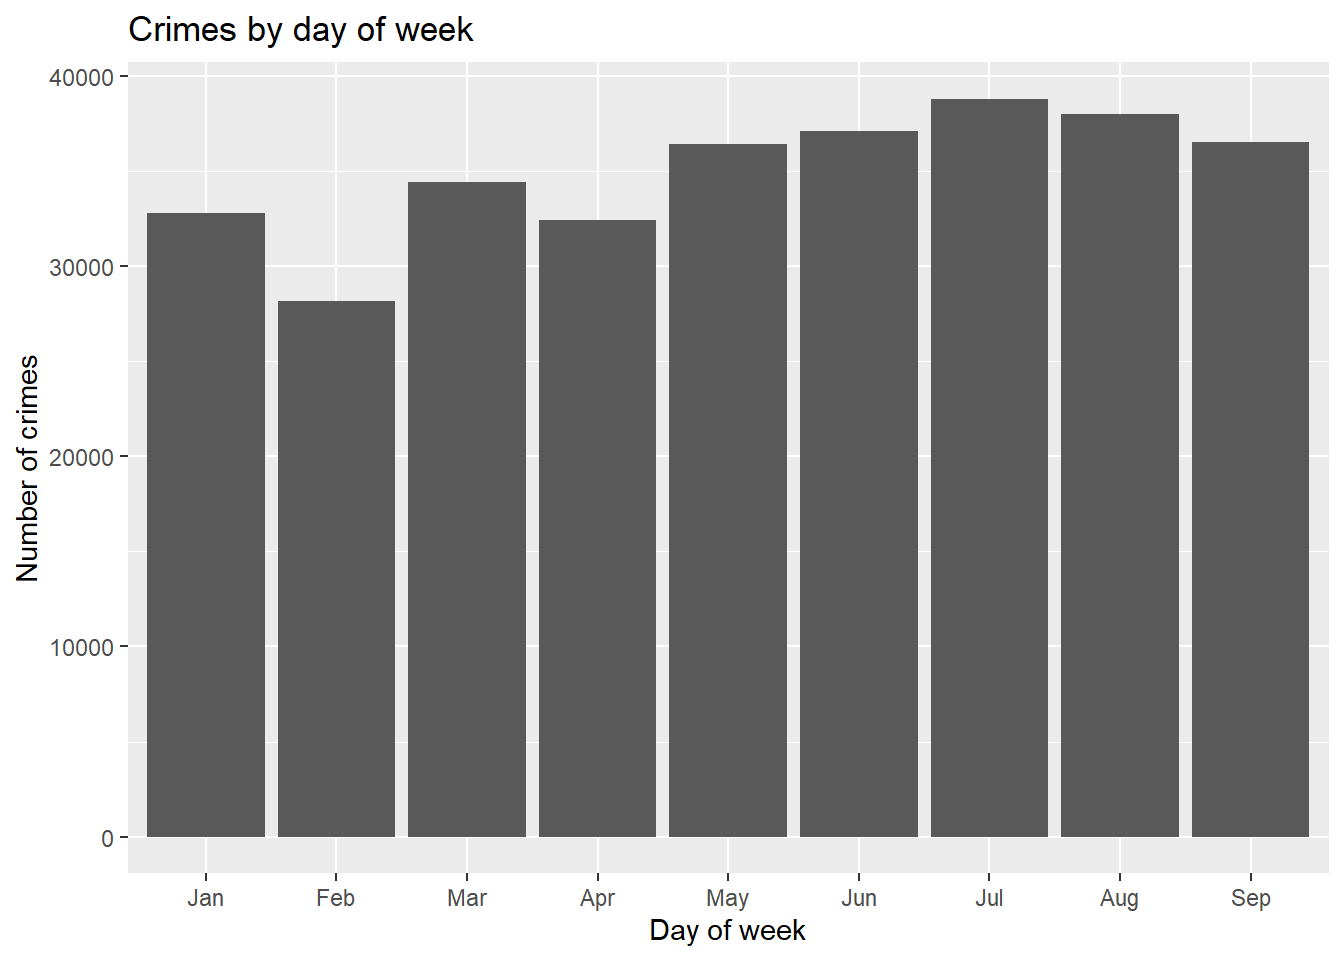 Crimes by day of week
40000
30000
20000
10000
0
Number of crimes
Jan Feb Mar Apr May Jun Jul Aug Sep
Day of week